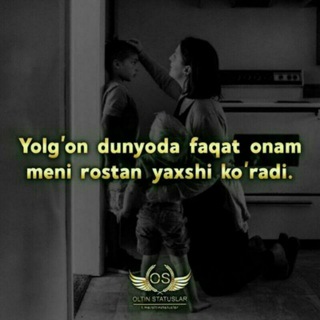 Yolg'on dunyoda faqat onam
meni rostan yaxshi ko'radi.
OS
OLTIN STATUSLAR